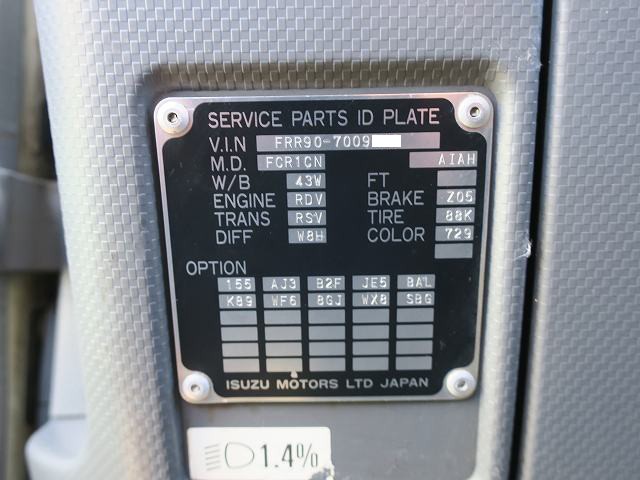 SERVICE PARTS ID PLATE
V.I.N FRR90-7009
M.D. FCR1CN AIAH
W/B 43W FT
ENGINE RDV BRAKE Z05
TRANS RSV TIRE 88K
DIFF W8H COLOR 729
OPTION
155 AJ3 B2F JE5 8AL
K89 WF6 8GJ WX8 SBG
ISUZU MOTORS LTD JAPAN
1.4%